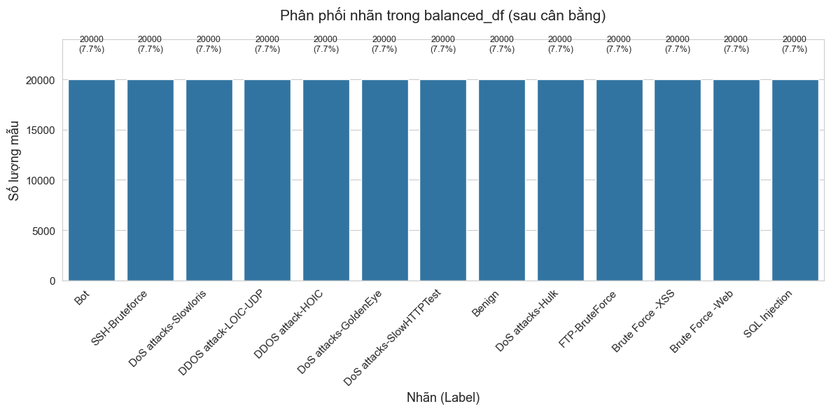 Phân phối nhãn trong balanced_df (sau cân bằng)
20000 20000 20000 20000 20000 20000 20000 20000 20000 20000 20000 20000 20000
(7.7%) (7.7%) (7.7%) (7.7%) (7.7%) (7.7%) (7.7%) (7.7%) (7.7%) (7.7%) (7.7%) (7.7%) (7.7%)
Số lượng mẫu
20000
15000
10000
5000
0
Bot
SSH-Bruteforce
DoS attacks-Slowloris
DDOS attack-LOIC-UDP
DDOS attack-HOIC
DoS attacks-GoldenEye
DoS attacks-SlowHTTPTest
Benign
DoS attacks-Hulk
FTP-BruteForce
Brute Force -XSS
Brute Force -Web
SQL Injection
Nhãn (Label)